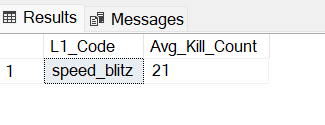 Results Messages
L1_Code Avg_Kill_Count
1 speed_blitz 21